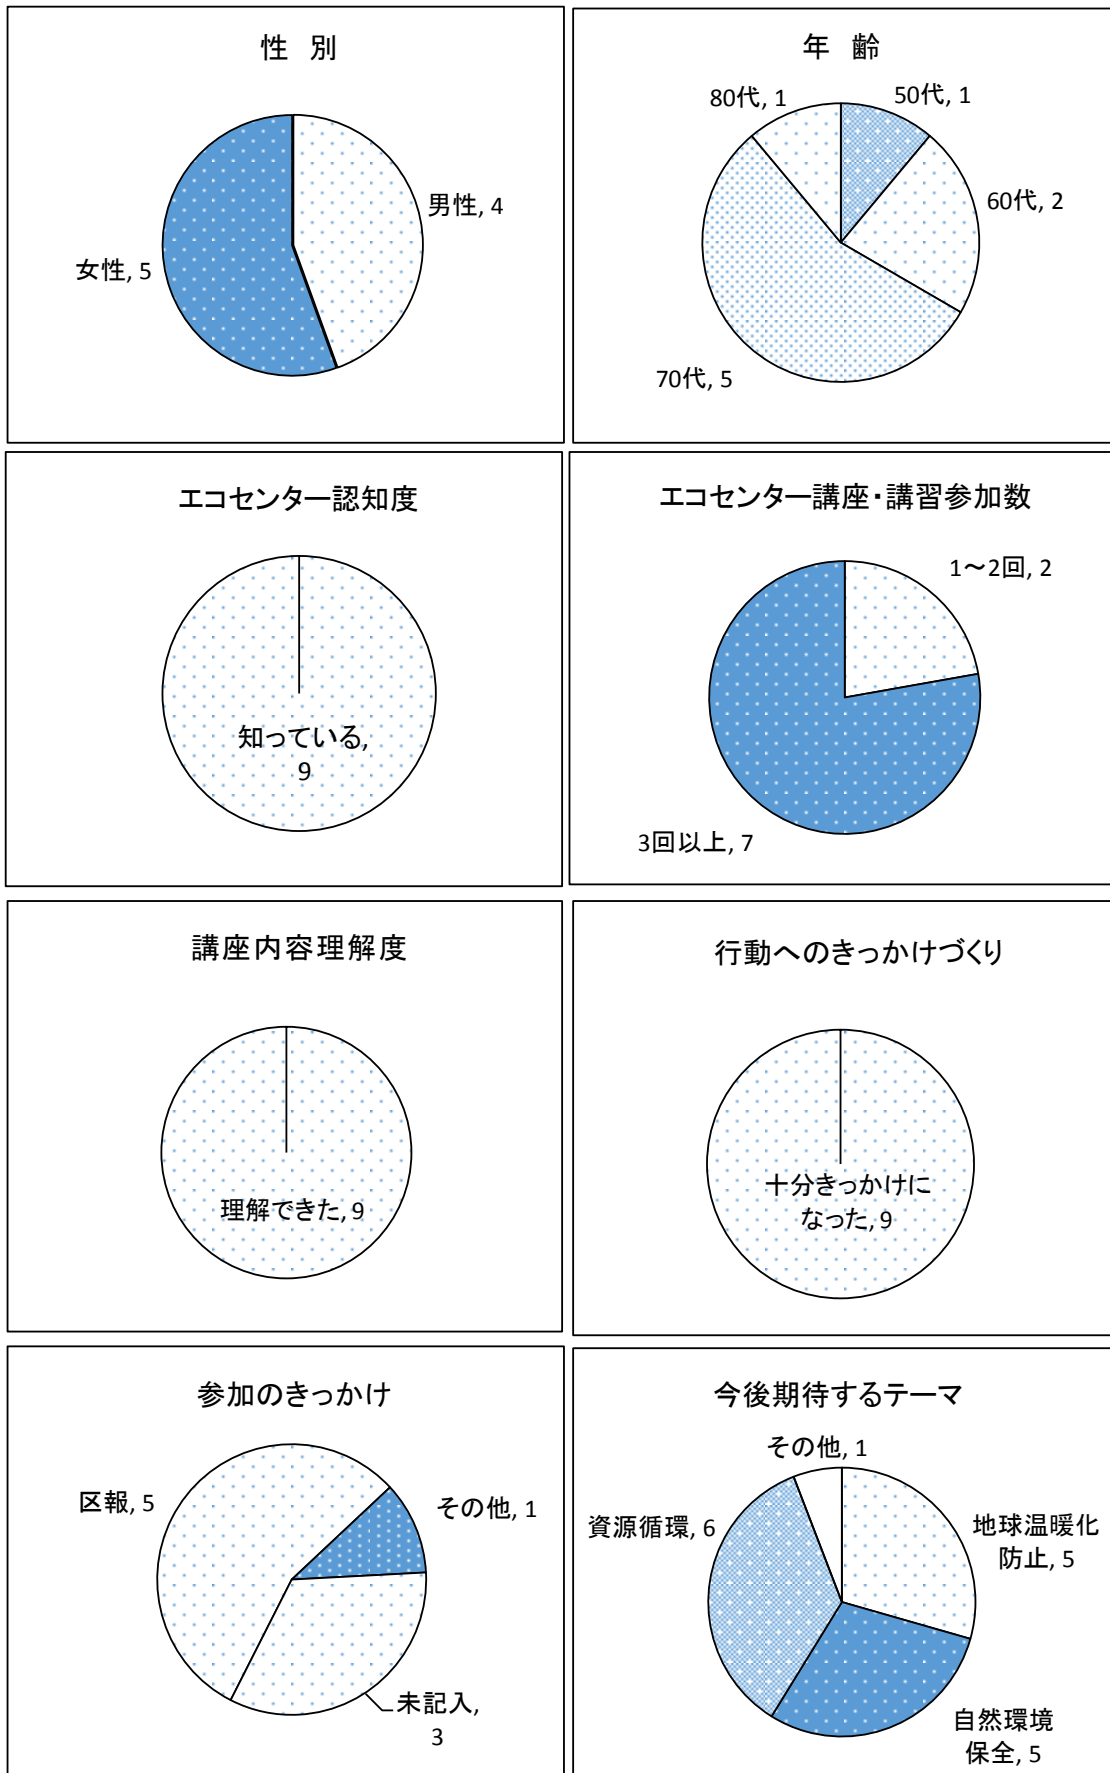 性 別
男性, 4
女性, 5
年 齢
50代, 1
60代, 2
70代, 5
80代, 1
エコセンター認知度
知っている,
9
エコセンター講座・講習参加数
1～2回, 2
3回以上, 7
講座内容理解度
理解できた, 9
行動へのきっかけづくり
十分きっかけに
なった, 9
参加のきっかけ
区報, 5
その他, 1
未記入,
3
今後期待するテーマ
その他, 1
地球温暖化
防止, 5
資源循環, 6
自然環境
保全, 5